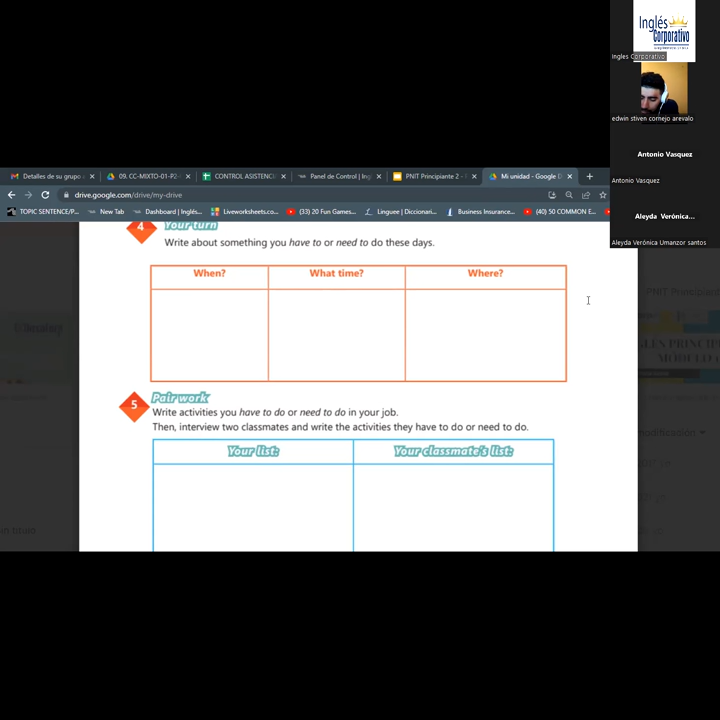 Inglés
Corporativo
Ingles Corporativo
edwin stiven cornejo arevalo
Antonio Vasquez
Antonio Vasquez
Aleyda Verónica...
Aleyda Verónica Umanzor santos
Detalles de su grupo
09. CC-MIXTO-01-P2-
CONTROL ASISTENCI
Panel de Control | Ing
PNIT Principiante 2 -
Mi unidad - Google D
drive.google.com/drive/my-drive
TOPIC SENTENCE/P...
New Tab
Dashboard | Inglés...
Liveworksheets.co...
(33) 20 Fun Games...
Linguee | Diccionari...
Business Insurance...
(40) 50 COMMON E...
4
Your turn
Write about something you have to or need to do these days.
When?
What time?
Where?
5
Pair work
Write activities you have to do or need to do in your job.
Then, interview two classmates and write the activities they have to do or need to do.
Your list:
Your classmate's list: